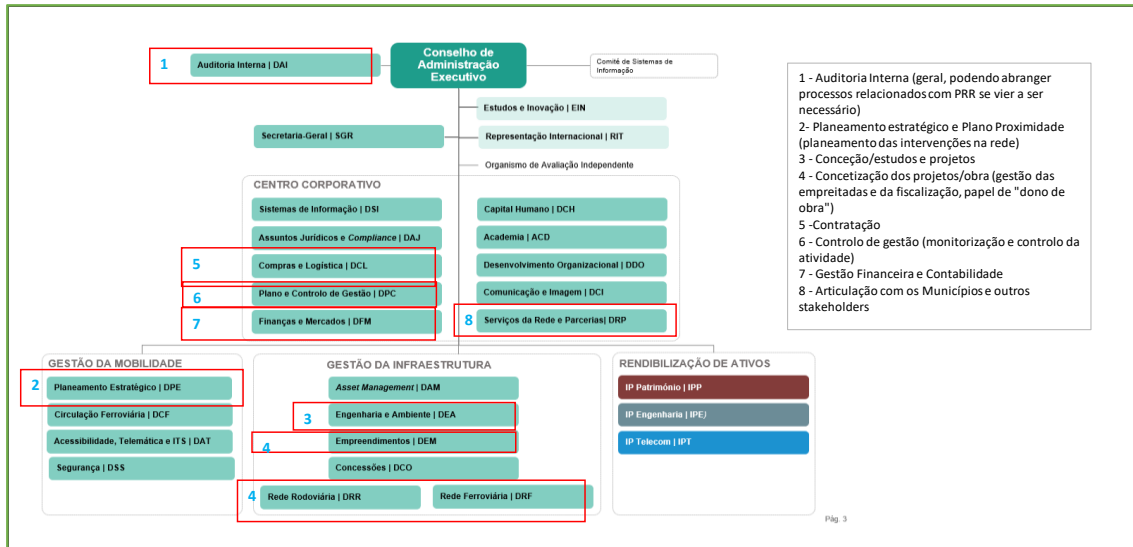 1
Auditoria Interna | DAI
Conselho de
Administração
Executivo
Comité de Sistemas de
Informação
Estudos e Inovação | EIN
Secretaria-Geral | SGR
Representação Internacional | RIT
Organismo de Avaliação Independente
CENTRO CORPORATIVO
Sistemas de Informação | DSI
Capital Humano | DCH
Assuntos Jurídicos e Compliance | DAJ
Academia | ACD
5
Compras e Logística | DCL
Desenvolvimento Organizacional | DDO
6
Plano e Controlo de Gestão | DPC
Comunicação e Imagem | DCI
7
Finanças e Mercados | DFM
8
Serviços da Rede e Parcerias| DRP
GESTÃO DA MOBILIDADE
2
Planeamento Estratégico | DPE
Circulação Ferroviária | DCF
Acessibilidade, Telemática e ITS | DAT
Segurança | DSS
GESTÃO DA INFRAESTRUTURA
Asset Management | DAM
3
Engenharia e Ambiente | DEA
4
Empreendimentos | DEM
Concessões | DCO
4
Rede Rodoviária | DRR
Rede Ferroviária | DRF
RENDIBILIZAÇÃO DE ATIVOS
IP Património | IPP
IP Engenharia | IPE)
IP Telecom | IPT
1 - Auditoria Interna (geral, podendo abranger
processos relacionados com PRR se vier a ser
necessário)
2- Planeamento estratégico e Plano Proximidade
(planeamento das intervenções na rede)
3 - Conceção/estudos e projetos
4 - Concetização dos projetos/obra (gestão das
empreitadas e da fiscalização, papel de "dono de
obra")
5 -Contratação
6 - Controlo de gestão (monitorização e controlo da
atividade)
7 - Gestão Financeira e Contabilidade
8 - Articulação com os Municípios e outros
stakeholders
Pág. 3